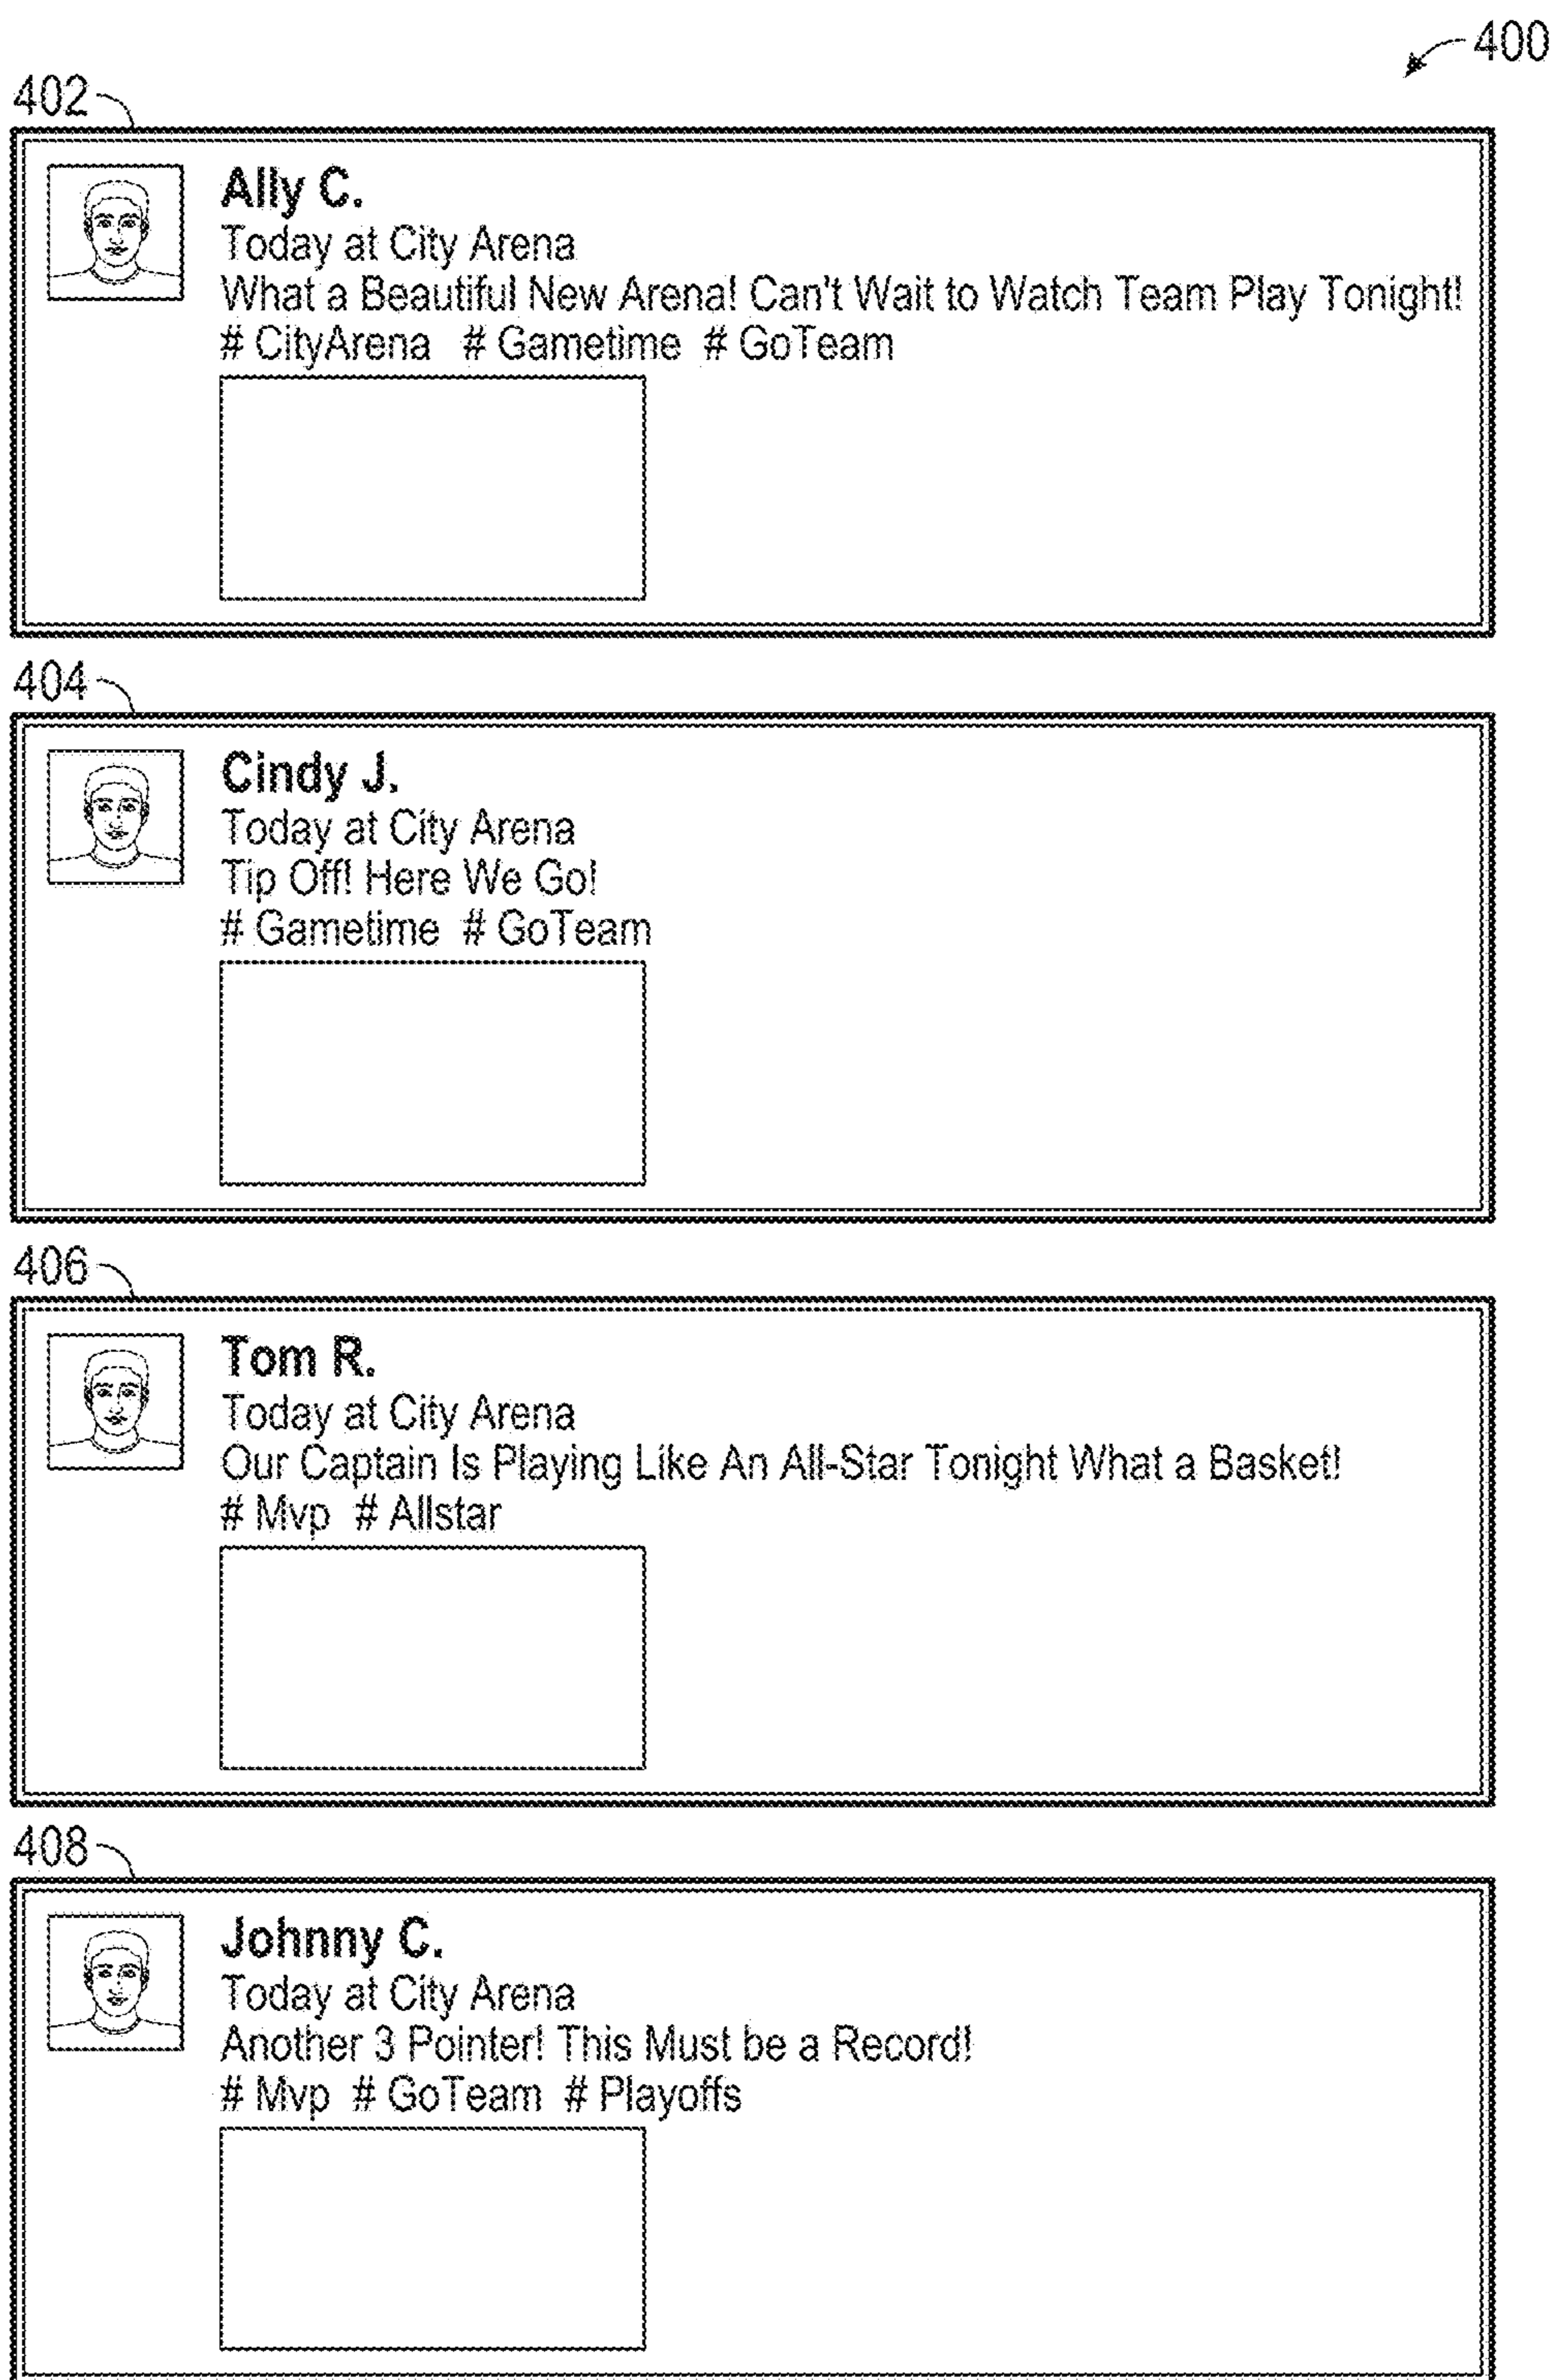 400
402
Ally C.
Today at City Arena
What a Beautiful New Arena! Can't Wait to Watch Team Play Tonight!
# CityArena # Gametime # GoTeam
404
Cindy J.
Today at City Arena
Tip Off! Here We Go!
# Gametime # GoTeam
406
Tom R.
Today at City Arena
Our Captain Is Playing Like An All-Star Tonight What a Basket!
# Mvp # Allstar
408
Johnny C.
Today at City Arena
Another 3 Pointer! This Must be a Record!
# Mvp # GoTeam # Playoffs